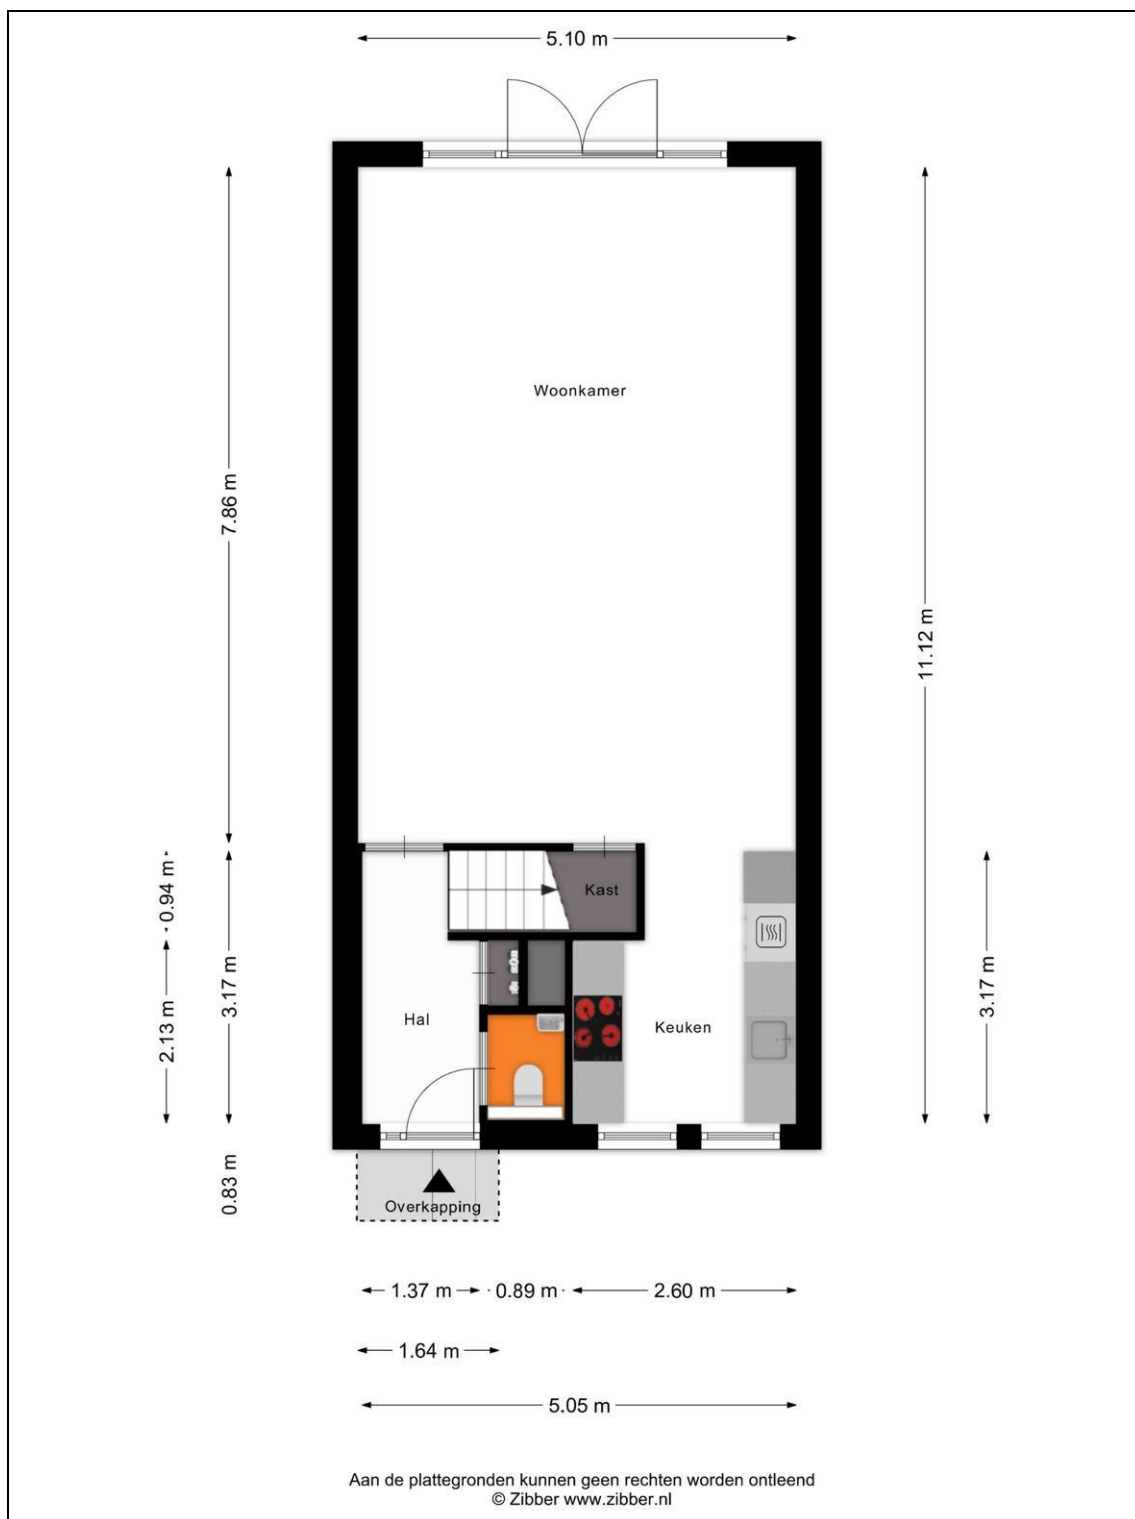 5.10 m
Woonkamer
7.86 m
11.12 m
0.94 m
Kast
3.17 m
2.13 m
3.17 m
Hal
Keuken
0.83 m
Overkapping
1.37 m
0.89 m
2.60 m
1.64 m
5.05 m
Aan de plattegronden kunnen geen rechten worden ontleend
© Zibber www.zibber.nl